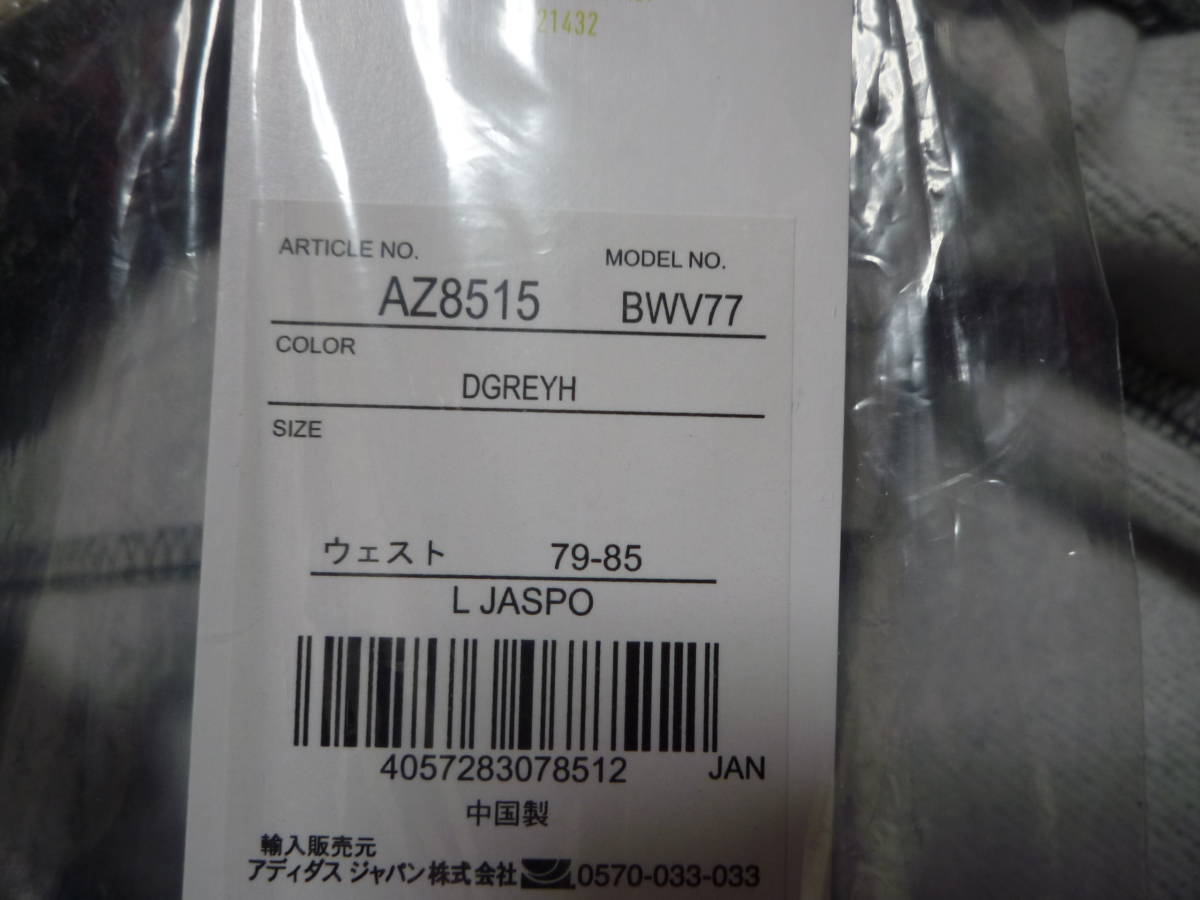 21432
ARTICLE NO. MODEL NO.
AZ8515 BWV77
COLOR
DGREYH
SIZE
ウェスト 79-85
L JASPO
4057283078512 JAN
中国製
輸入販売元
アディダス ジャパン株式会社 0570-033-033